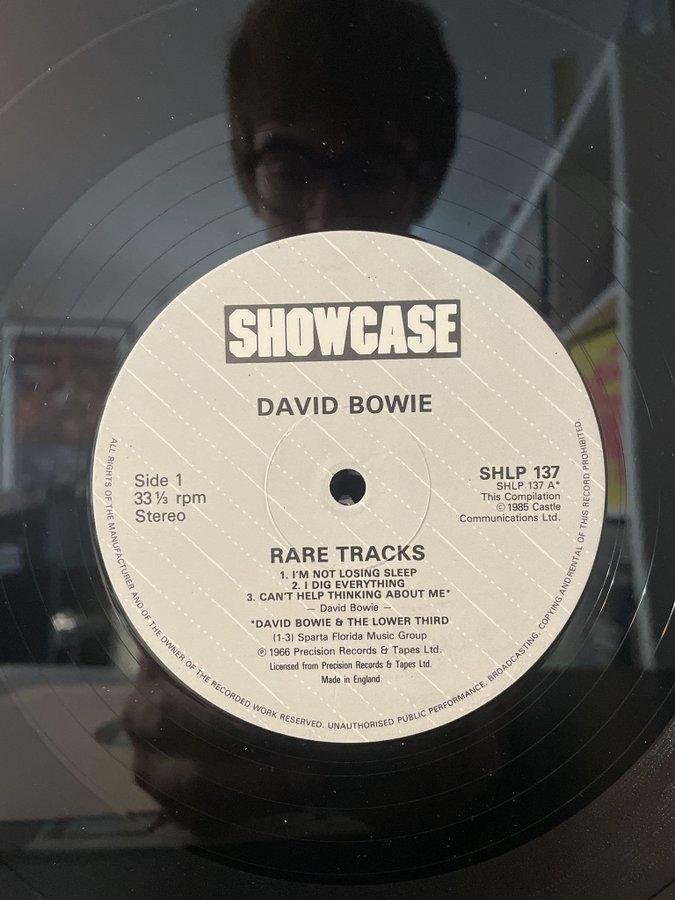 SHOWCASE
DAVID BOWIE
Side 1
33⅓ rpm
Stereo
SHLP 137
SHLP 137 A*
This Compilation
© 1985 Castle
Communications Ltd.
RARE TRACKS
1. I'M NOT LOSING SLEEP
2. I DIG EVERYTHING
3. CAN'T HELP THINKING ABOUT ME*
— David Bowie —
*DAVID BOWIE & THE LOWER THIRD
(1-3) Sparta Florida Music Group
℗ 1966 Precision Records & Tapes Ltd.
Licensed from Precision Records & Tapes Ltd.
Made in England
ALL RIGHTS OF THE MANUFACTURER AND OF THE OWNER OF THE RECORDED WORK RESERVED. UNAUTHORISED PUBLIC PERFORMANCE, BROADCASTING, COPYING AND RENTAL OF THIS RECORD PROHIBITED.